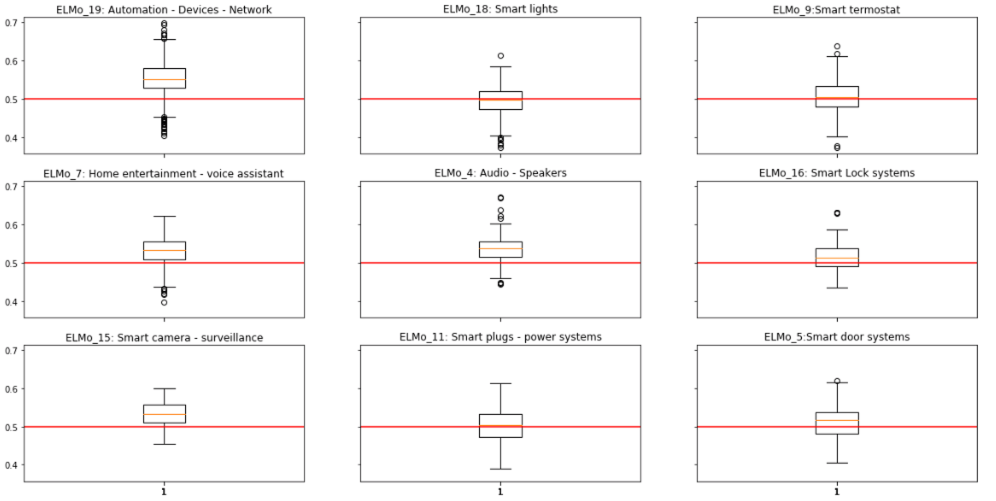 ELMo_19: Automation - Devices - Network
ELMo_18: Smart lights
ELMo_9:Smart termostat
0.7
0.6
0.5
0.4
ELMo_7: Home entertainment - voice assistant
ELMo_4: Audio - Speakers
ELMo_16: Smart Lock systems
0.7
0.6
0.5
0.4
ELMo_15: Smart camera - surveillance
ELMo_11: Smart plugs - power systems
ELMo_5:Smart door systems
0.7
0.6
0.5
0.4
1
1
1